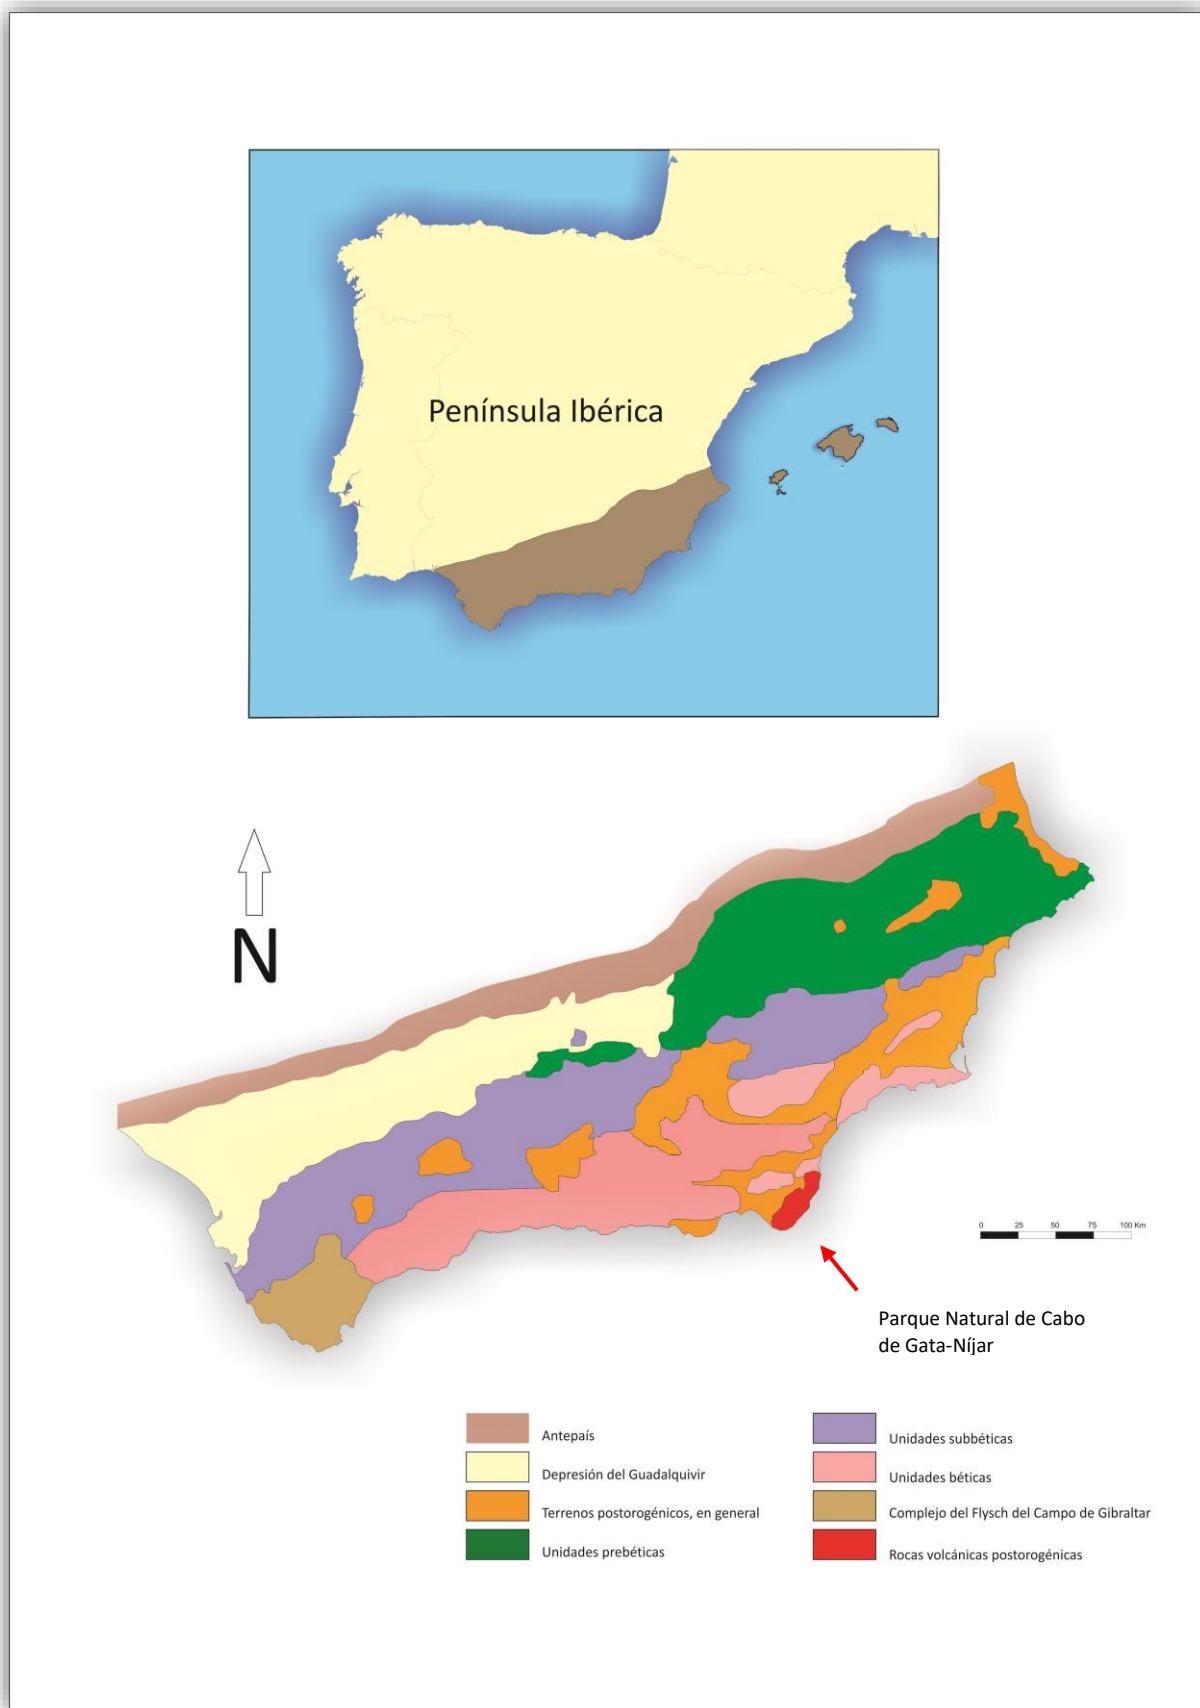 Península Ibérica
N
0 25 50 75 100 Km
Parque Natural de Cabo
de Gata-Níjar
Antepaís
Depresión del Guadalquivir
Terrenos postorogénicos, en general
Unidades prebéticas
Unidades subbéticas
Unidades béticas
Complejo del Flysch del Campo de Gibraltar
Rocas volcánicas postorogénicas